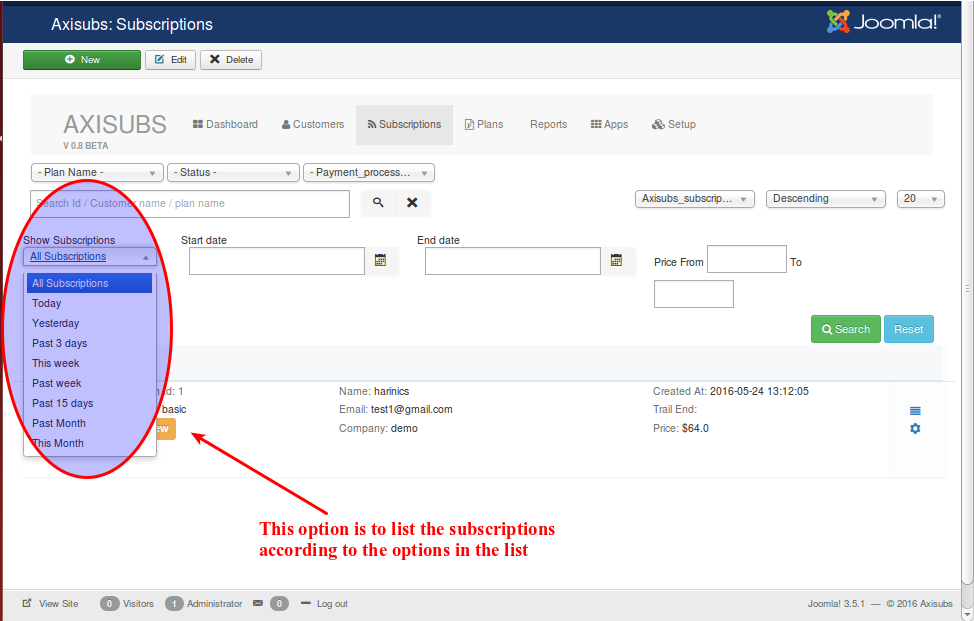 Axisubs: Subscriptions
Joomla!®
New Edit Delete
AXISUBS
V 0.8 BETA
Dashboard Customers Subscriptions Plans Reports Apps Setup
- Plan Name - - Status - - Payment_process...
Search Id / Customer name / plan name
Axisubs_subscrip... Descending 20
Show Subscriptions Start date End date
All Subscriptions
Price From To
All Subscriptions
Today
Yesterday
Past 3 days
This week
Past week
Past 15 days
Past Month
This Month
Search Reset
Id: 1 Name: harinics Created At: 2016-05-24 13:12:05
basic Email: test1@gmail.com Trail End:
ew Company: demo Price: $64.0
This option is to list the subscriptions
according to the options in the list
View Site 0 Visitors 1 Administrator 0 Log out Joomla! 3.5.1 — © 2016 Axisubs